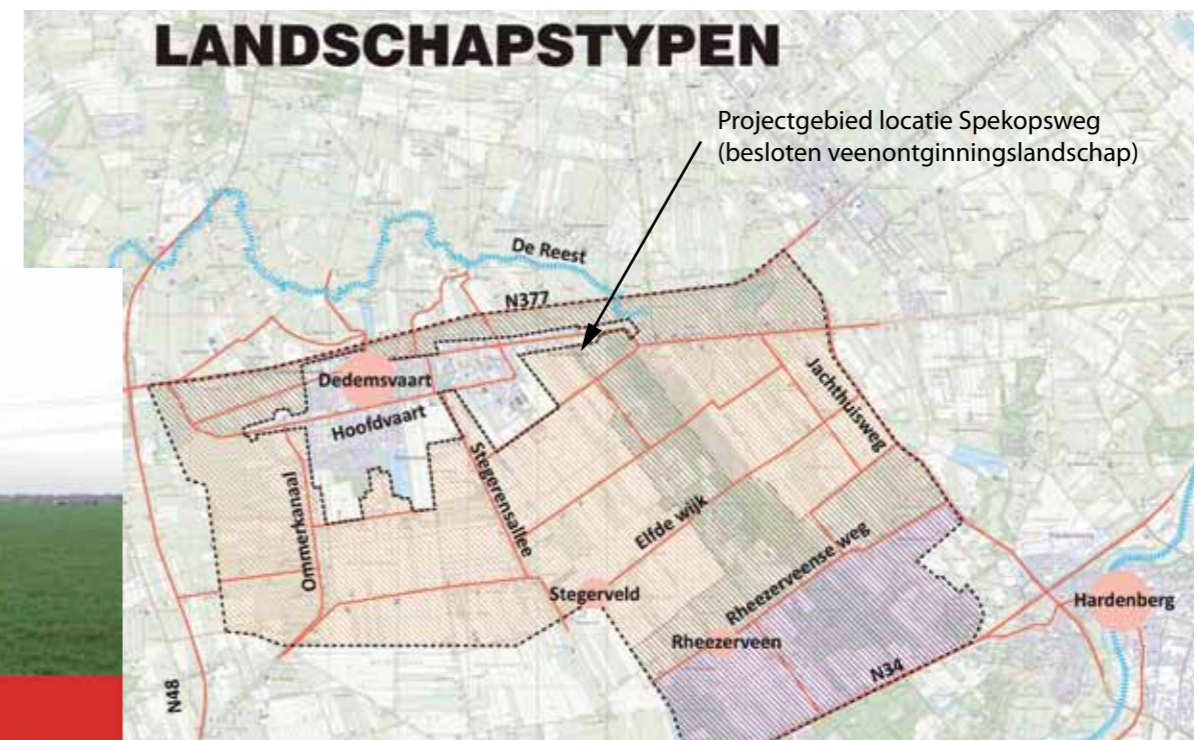 LANDSCHAPSTYPEN
Projectgebied locatie Spekopsweg
(besloten veenontginningslandschap)
De Reest
N377
Dedemsvaart
Hoofdvaart
Jachthuisweg
Stegerensallee
Ommerkanaal
Elfde wijk
Stegerveld
Rheezerveense weg
Rheezerveen
Hardenberg
N34
N48